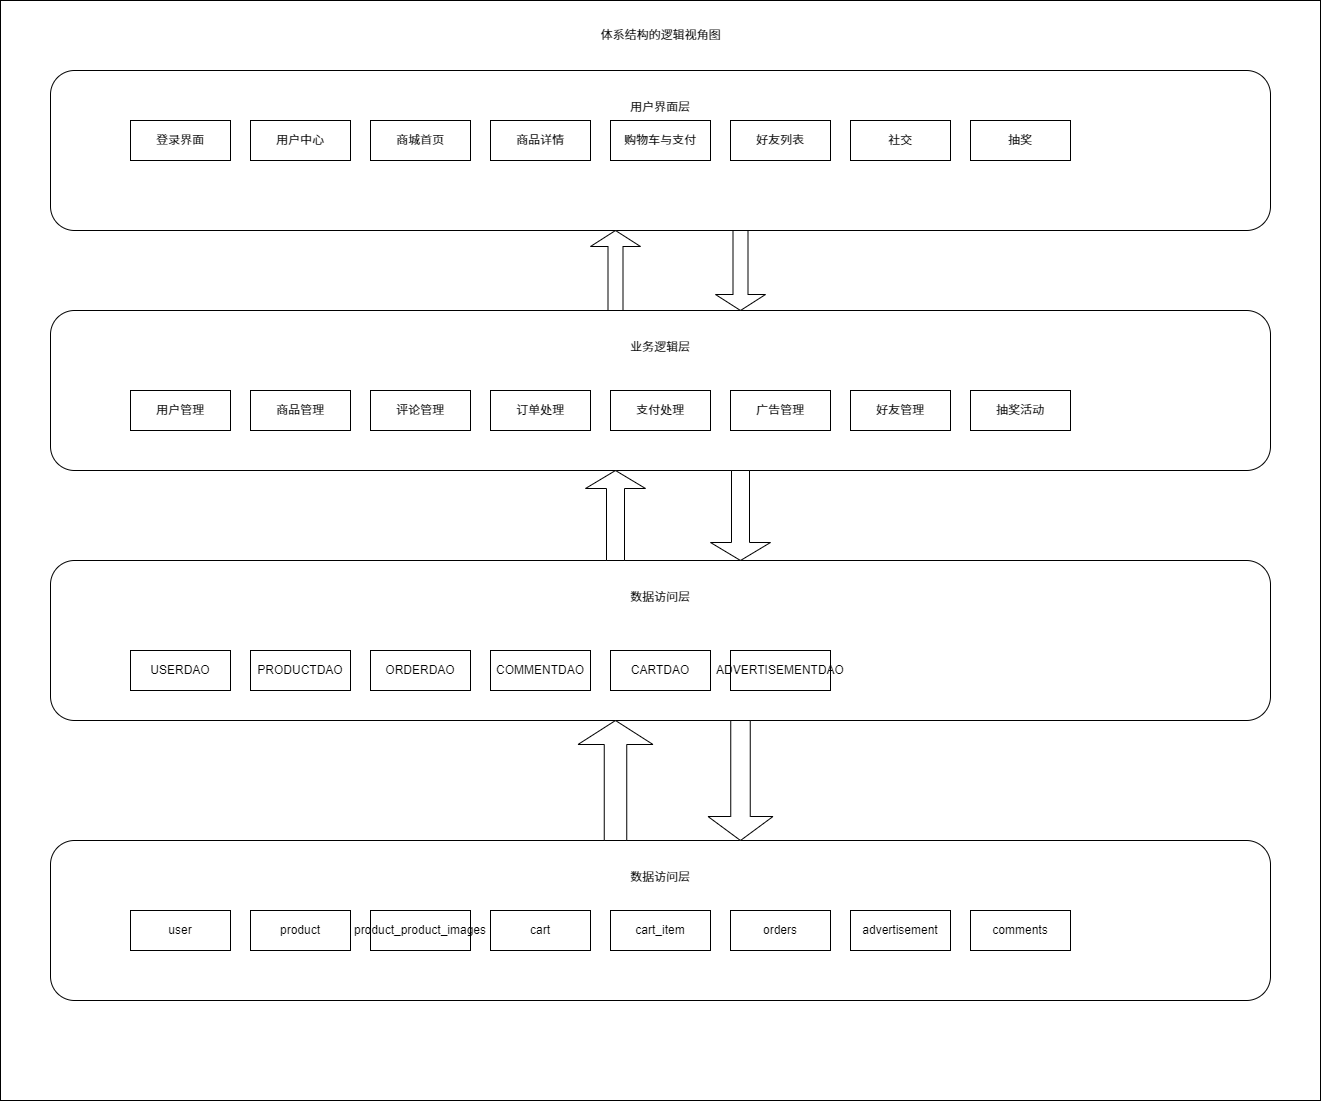 体系结构的逻辑视角图
用户界面层
登录界面 用户中心 商城首页 商品详情 购物车与支付 好友列表 社交 抽奖
业务逻辑层
用户管理 商品管理 评论管理 订单处理 支付处理 广告管理 好友管理 抽奖活动
数据访问层
USERDAO PRODUCTDAO ORDERDAO COMMENTDAO CARTDAO ADVERTISEMENTDAO
数据访问层
user product product_product_images cart cart_item orders advertisement comments